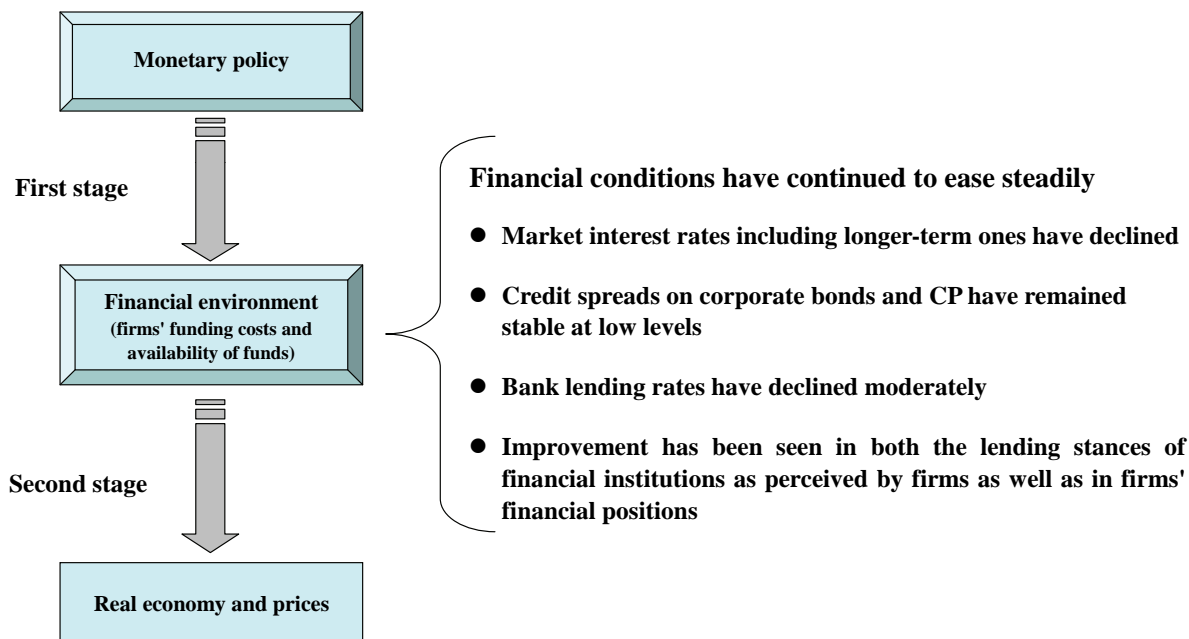 Monetary policy
First stage
Financial conditions have continued to ease steadily
● Market interest rates including longer-term ones have declined
Financial environment
(firms' funding costs and
availability of funds)
● Credit spreads on corporate bonds and CP have remained
stable at low levels
● Bank lending rates have declined moderately
● Improvement has been seen in both the lending stances of
financial institutions as perceived by firms as well as in firms'
financial positions
Second stage
Real economy and prices